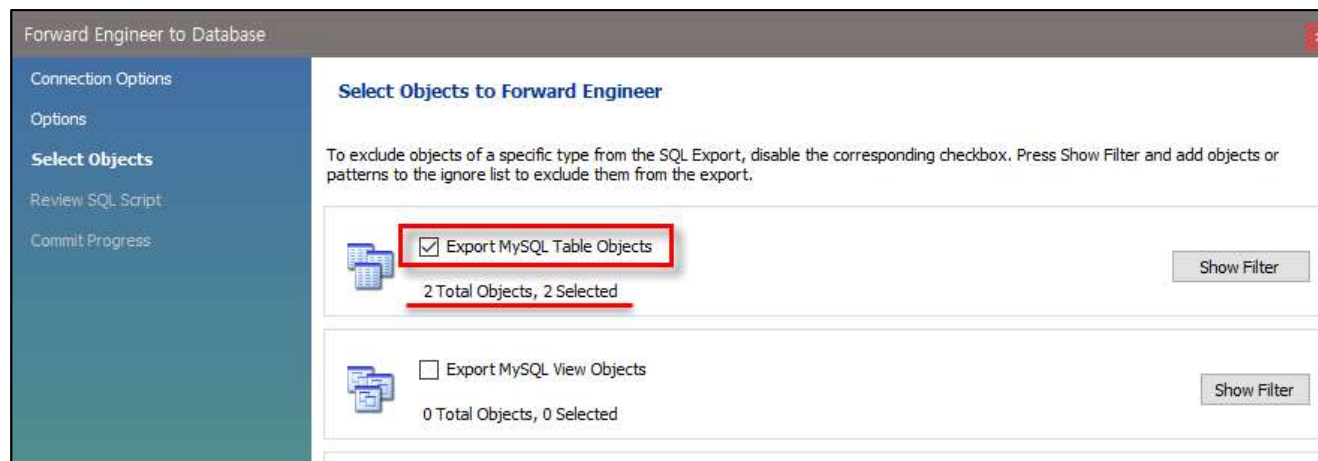 Forward Engineer to Database
Connection Options
Options
Select Objects
Review SQL Script
Commit Progress
Select Objects to Forward Engineer
To exclude objects of a specific type from the SQL Export, disable the corresponding checkbox. Press Show Filter and add objects or
patterns to the ignore list to exclude them from the export.
Export MySQL Table Objects
2 Total Objects, 2 Selected
Show Filter
Export MySQL View Objects
0 Total Objects, 0 Selected
Show Filter